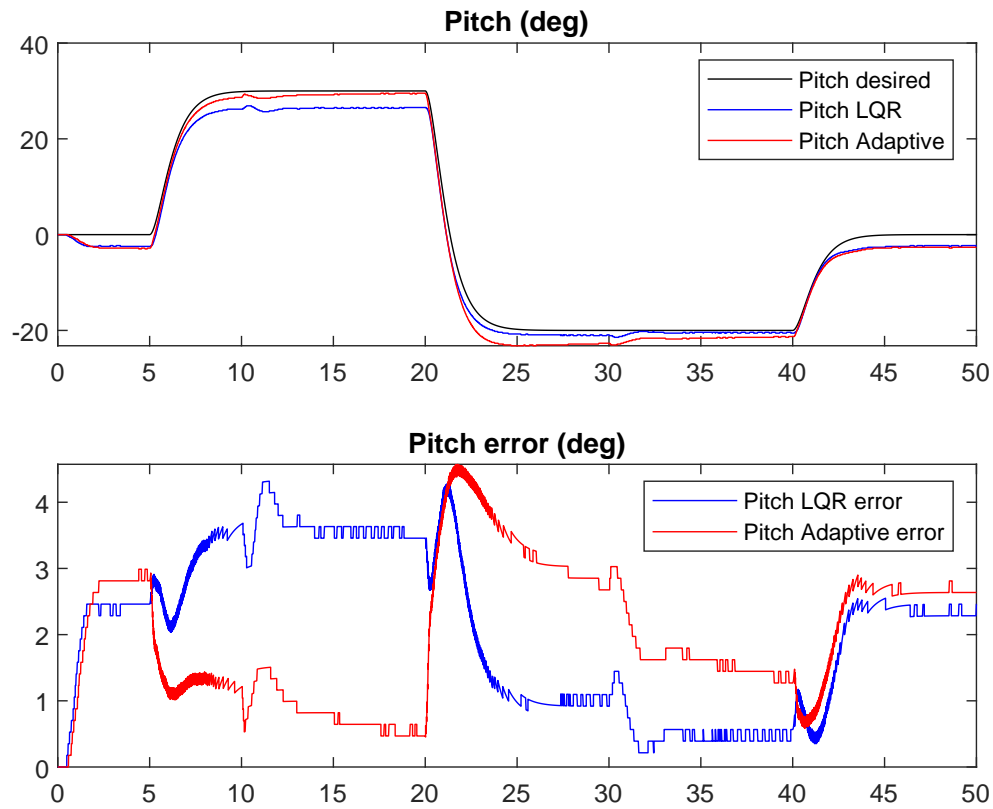 Pitch (deg)
40
20
0
-20
Pitch desired
Pitch LQR
Pitch Adaptive
0 5 10 15 20 25 30 35 40 45 50
Pitch error (deg)
4
3
2
1
0
Pitch LQR error
Pitch Adaptive error
0 5 10 15 20 25 30 35 40 45 50